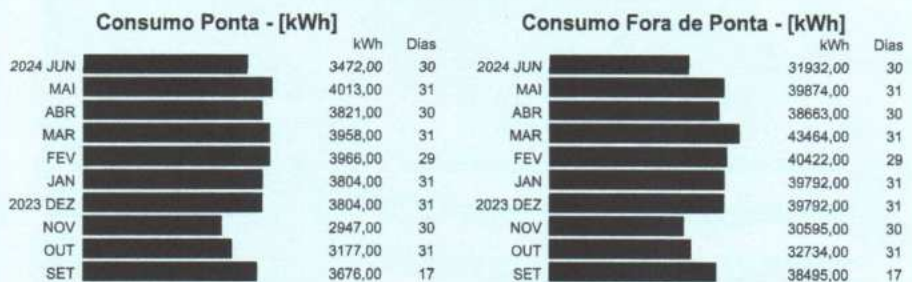 Consumo Ponta - [kWh]
kWh Dias
2024 JUN 3472,00 30
MAI 4013,00 31
ABR 3821,00 30
MAR 3958,00 31
FEV 3966,00 29
JAN 3804,00 31
2023 DEZ 3804,00 31
NOV 2947,00 30
OUT 3177,00 31
SET 3676,00 17
Consumo Fora de Ponta - [kWh]
kWh Dias
2024 JUN 31932,00 30
MAI 39874,00 31
ABR 38663,00 30
MAR 43464,00 31
FEV 40422,00 29
JAN 39792,00 31
2023 DEZ 39792,00 31
NOV 30595,00 30
OUT 32734,00 31
SET 38495,00 17